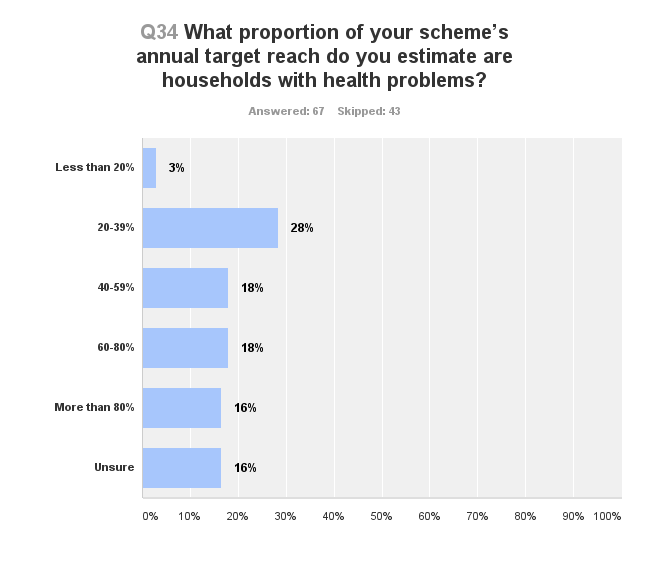 Q34 What proportion of your scheme’s
annual target reach do you estimate are
households with health problems?
Answered: 67 Skipped: 43
Less than 20% 3%
20-39% 28%
40-59% 18%
60-80% 18%
More than 80% 16%
Unsure 16%
0% 10% 20% 30% 40% 50% 60% 70% 80% 90% 100%